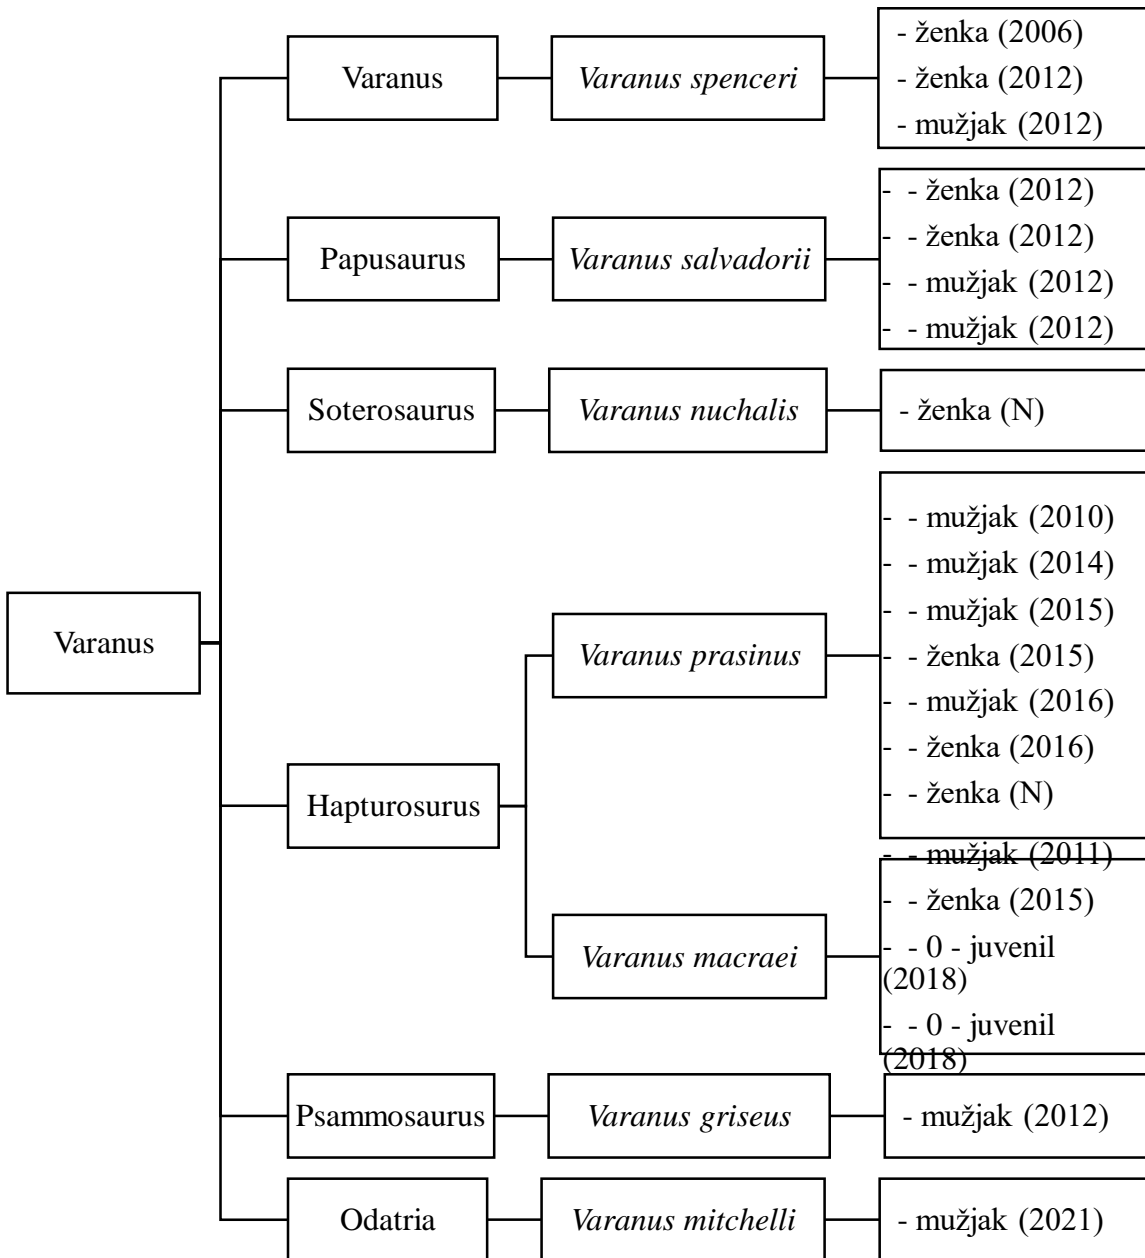 Varanus
Varanus
Varanus spenceri
- ženka (2006)
- ženka (2012)
- mužjak (2012)
Papusaurus
Varanus salvadorii
- - ženka (2012)
- - ženka (2012)
- - mužjak (2012)
- - mužjak (2012)
Soterosaurus
Varanus nuchalis
- ženka (N)
Hapturosurus
Varanus prasinus
- - mužjak (2010)
- - mužjak (2014)
- - mužjak (2015)
- - ženka (2015)
- - mužjak (2016)
- - ženka (2016)
- - ženka (N)
Varanus macraei
- - mužjak (2011)
- - ženka (2015)
- - 0 - juvenil
(2018)
- - 0 - juvenil
(2018)
Psammosaurus
Varanus griseus
- mužjak (2012)
Odatria
Varanus mitchelli
- mužjak (2021)